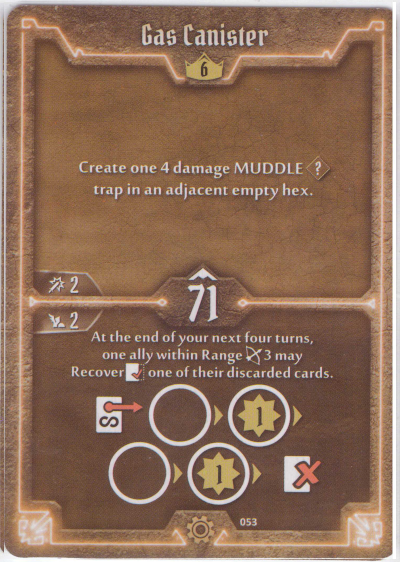 Gas Canister
6
Create one 4 damage MUDDLE ?
trap in an adjacent empty hex.
2
71
2
At the end of your next four turns,
one ally within Range 3 may
Recover one of their discarded cards.
S 1
1
053